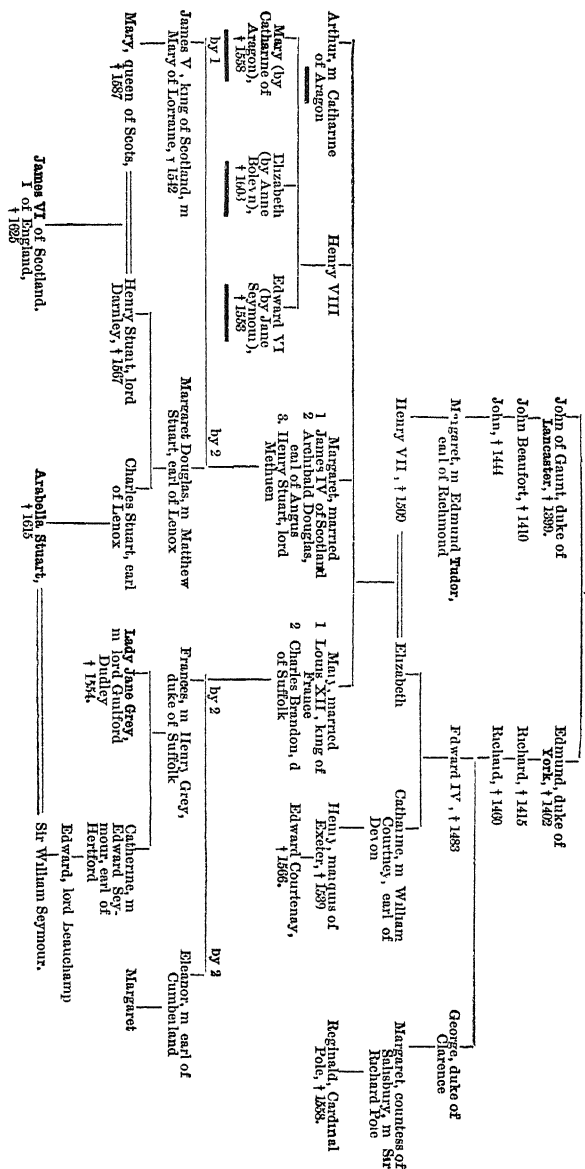 John of Gaunt, duke of
Lancaster, † 1399.
Edmund, duke of
York, † 1402
John Beaufort, † 1410
Richard, † 1415
John, † 1444
Richard, † 1460
Margaret, m Edmund Tudor,
earl of Richmond
Edward IV , † 1483
George, duke of
Clarence
Henry VII , † 1500
Elizabeth
Catharine, m William
Courtney, earl of
Devon
Margaret, countess of
Salisbury, m Sir
Richard Pole
Arthur, m Catharine
of Aragon
Henry VIII
Margaret, married
1 James IV of Scotland
2 Archibald Douglas,
earl of Angus
3. Henry Stuart, lord
Methuen
Mary, married
1 Louis XII , king of
France
2 Charles Brandon, d
of Suffolk
Henry, marquis of
Exeter, † 1539
Edward Courtenay,
† 1566.
Reginald, Cardinal
Pole, † 1558.
Mary (by
Catharine of
Aragon),
† 1558
Elizabeth
(by Anne
Boleyn),
† 1603
Edward VI
(by Jane
Seymour),
† 1553
by 1
by 2
by 2
by 2
James V , king of Scotland, m
Mary of Lorraine, † 1542
Margaret Douglas, m Matthew
Stuart, earl of Lenox
Frances, m Henry Grey,
duke of Suffolk
Eleanor, m earl of
Cumberland
Mary, queen of Scots,
† 1587
Henry Stuart, lord
Darnley, † 1567
Charles Stuart, earl
of Lenox
Lady Jane Grey,
m lord Guilford
Dudley
† 1554.
Catherine, m
Edward Sey-
mour, earl of
Hertford
Margaret
Edward, lord Beauchamp
James VI of Scotland.
I of England,
† 1625
Arabella Stuart,
† 1615
Sir William Seymour.